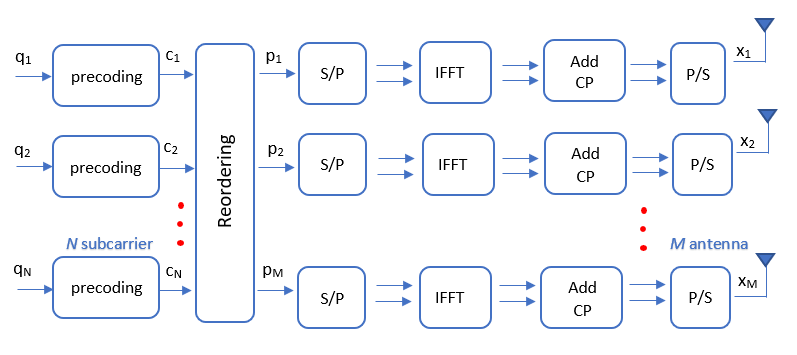 q1 precoding c1 p1 S/P IFFT Add CP P/S x1
q2 precoding c2 Reordering p2 S/P IFFT Add CP P/S x2
N subcarrier M antenna
qN precoding cN pM S/P IFFT Add CP P/S xM